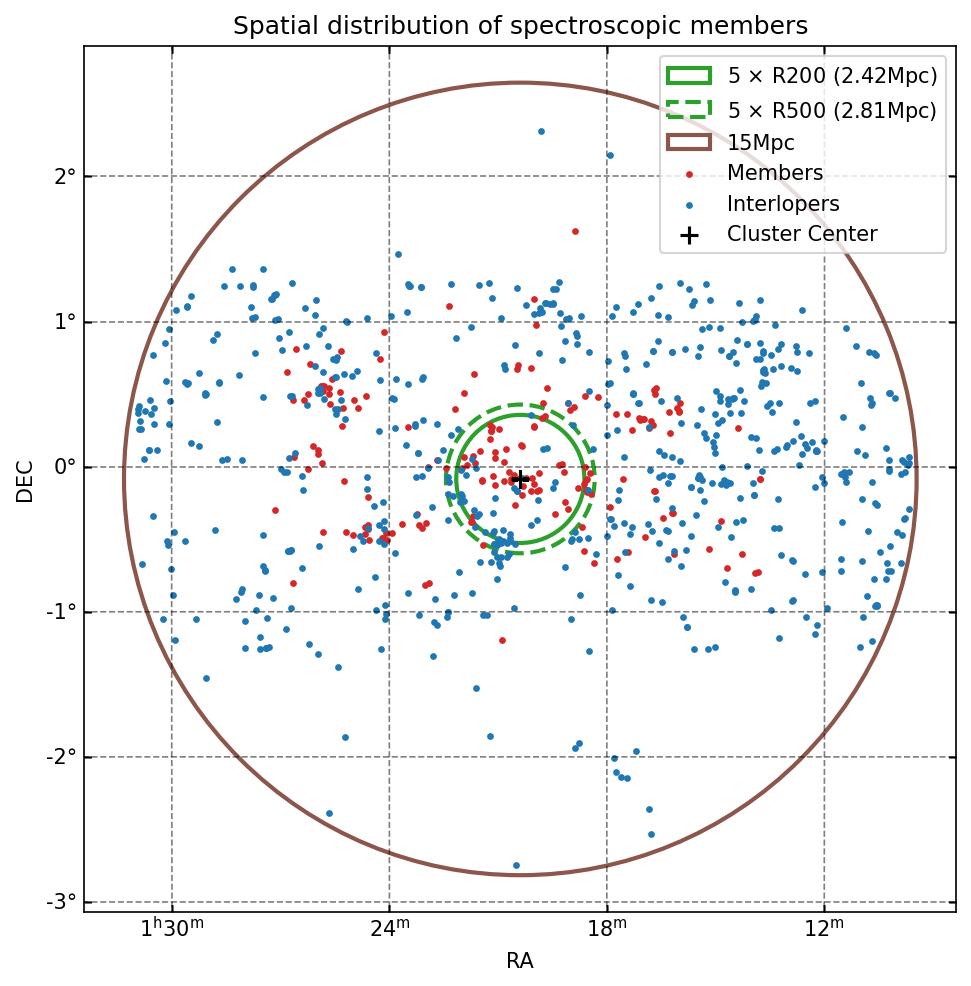 Spatial distribution of spectroscopic members
5 × R200 (2.42Mpc)
5 × R500 (2.81Mpc)
15Mpc
Members
Interlopers
Cluster Center
2°
1°
0°
-1°
-2°
-3°
DEC
1ʰ30ᵐ 24ᵐ 18ᵐ 12ᵐ
RA